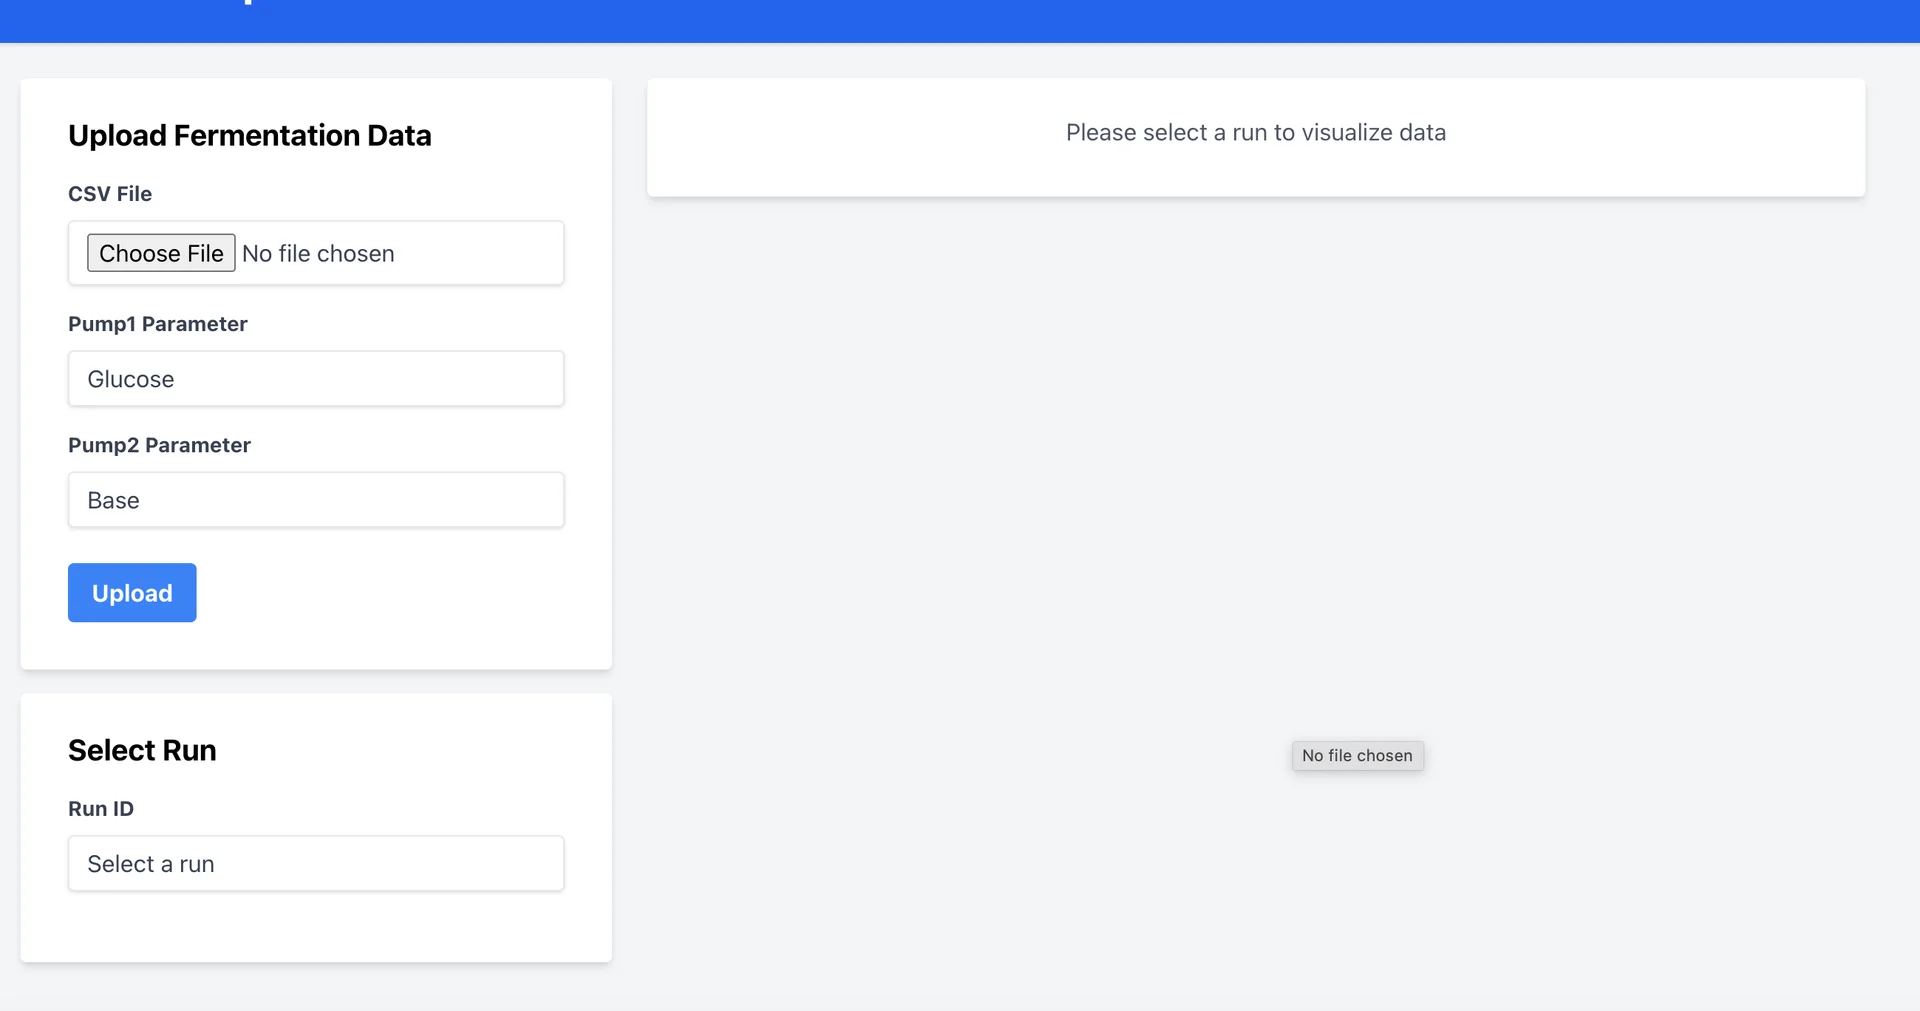 Upload Fermentation Data
CSV File
Choose File No file chosen
Pump1 Parameter
Glucose
Pump2 Parameter
Base
Upload
Select Run
Run ID
Select a run
Please select a run to visualize data
No file chosen